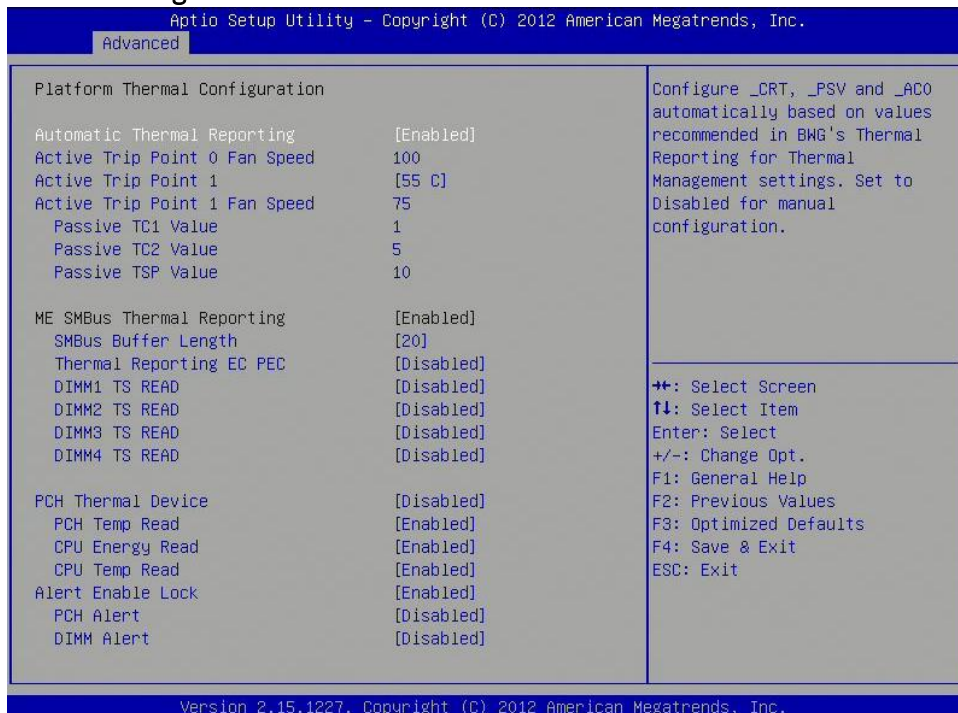 Aptio Setup Utility – Copyright (C) 2012 American Megatrends, Inc.
Advanced
Platform Thermal Configuration
Automatic Thermal Reporting [Enabled]
Active Trip Point 0 Fan Speed 100
Active Trip Point 1 [55 C]
Active Trip Point 1 Fan Speed 75
Passive TC1 Value 1
Passive TC2 Value 5
Passive TSP Value 10
ME SMBus Thermal Reporting [Enabled]
SMBus Buffer Length [20]
Thermal Reporting EC PEC [Disabled]
DIMM1 TS READ [Disabled]
DIMM2 TS READ [Disabled]
DIMM3 TS READ [Disabled]
DIMM4 TS READ [Disabled]
PCH Thermal Device [Disabled]
PCH Temp Read [Enabled]
CPU Energy Read [Enabled]
CPU Temp Read [Enabled]
Alert Enable Lock [Enabled]
PCH Alert [Disabled]
DIMM Alert [Disabled]
Configure _CRT, _PSV and _AC0
automatically based on values
recommended in BWG's Thermal
Reporting for Thermal
Management settings. Set to
Disabled for manual
configuration.
→←: Select Screen
↑↓: Select Item
Enter: Select
+/-: Change Opt.
F1: General Help
F2: Previous Values
F3: Optimized Defaults
F4: Save & Exit
ESC: Exit
Version 2.15.1227. Copyright (C) 2012 American Megatrends, Inc.